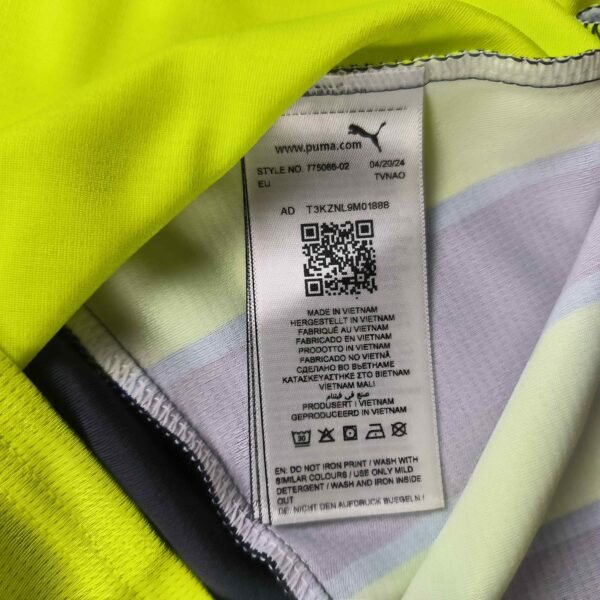 www.puma.com
STYLE NO. 775086-02 04/20/24
EU TVNAO
AD T3KZNL9M01888
MADE IN VIETNAM
HERGESTELLT IN VIETNAM
FABRIQUÉ AU VIETNAM
FABRICADO EN VIETNAM
PRODOTTO IN VIETNAM
FABRICADO NO VIETNÃ
СДЕЛАНО ВО ВЬЕТНАМЕ
ΚΑΤΑΣΚΕΥΑΣΤΗΚΕ ΣΤΟ ΒΙΕΤΝΑΜ
VIETNAM MALI
صنع في فيتنام
PRODUSERT I VIETNAM
GEPRODUCEERD IN VIETNAM
30
EN: DO NOT IRON PRINT / WASH WITH
SIMILAR COLOURS / USE ONLY MILD
DETERGENT / WASH AND IRON INSIDE
OUT
DE: NICHT DEN AUFDRUCK BUEGELN /